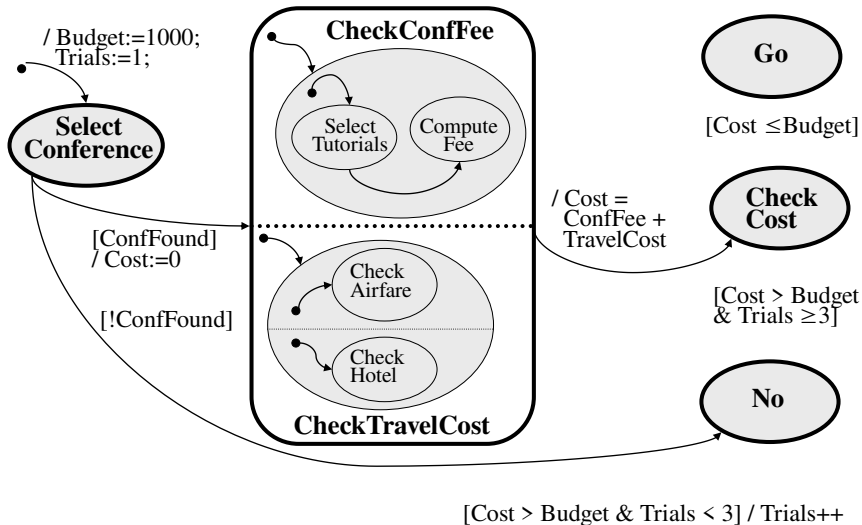 / Budget:=1000;
Trials:=1;
CheckConfFee
Go
Select
Conference
Select
Tutorials
Compute
Fee
[Cost ≤Budget]
/ Cost =
ConfFee +
TravelCost
Check
Cost
[ConfFound]
/ Cost:=0
Check
Airfare
[!ConfFound]
[Cost > Budget
& Trials ≥3]
Check
Hotel
No
CheckTravelCost
[Cost > Budget & Trials < 3] / Trials++